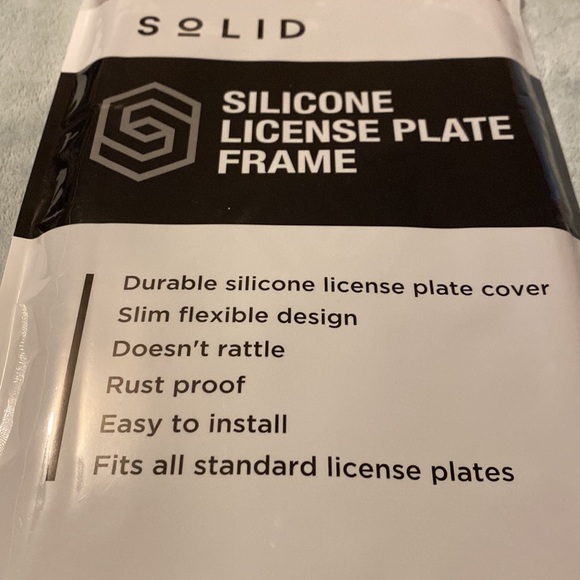 SOLID
SILICONE
LICENSE PLATE
FRAME
Durable silicone license plate cover
Slim flexible design
Doesn't rattle
Rust proof
Easy to install
Fits all standard license plates